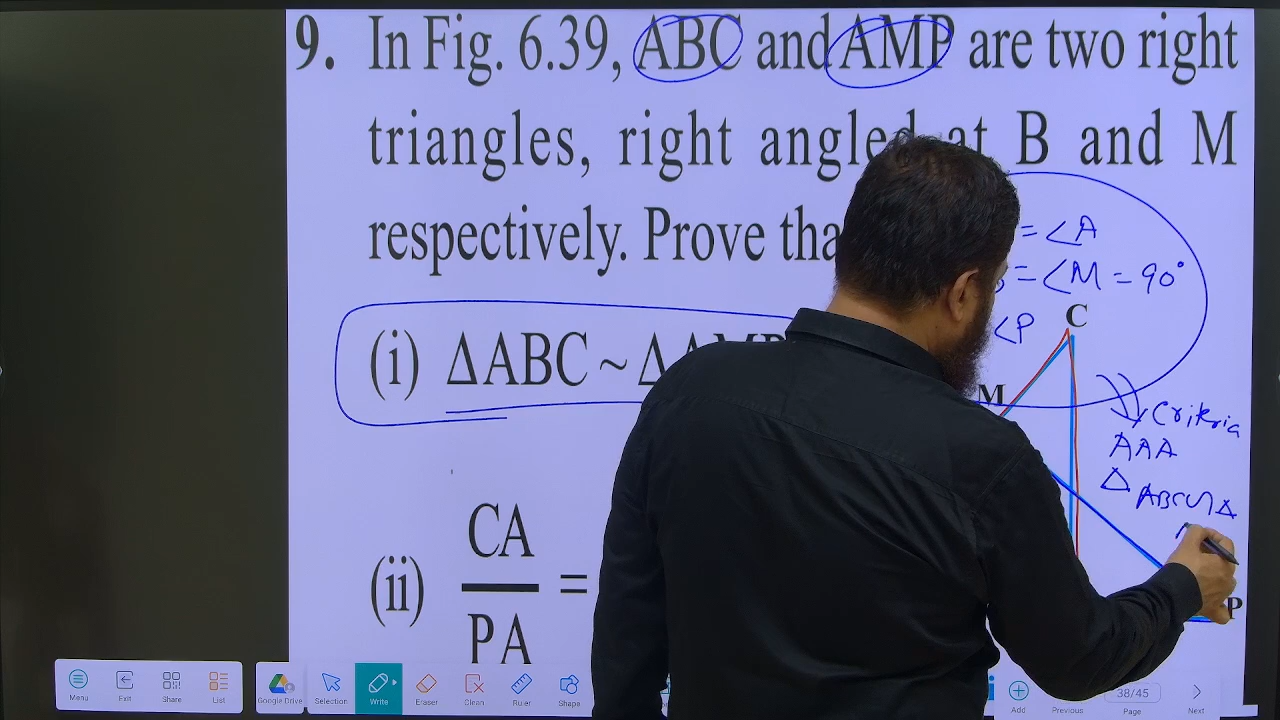 9. In Fig. 6.39, ABC and AMP are two right
triangles, right angled at B and M
respectively. Prove tha
= ∠A
= ∠M = 90°
∠P
C
(i) ΔABC ~ Δ
M
Criteria
AAA
Δ ABC ~ Δ
(ii) CA
=
PA
P
Menu
Exit
Share
List
Google Drive
Selection
Write
Eraser
Clean
Ruler
Shape
Add
Previous
38/45
Page
Next